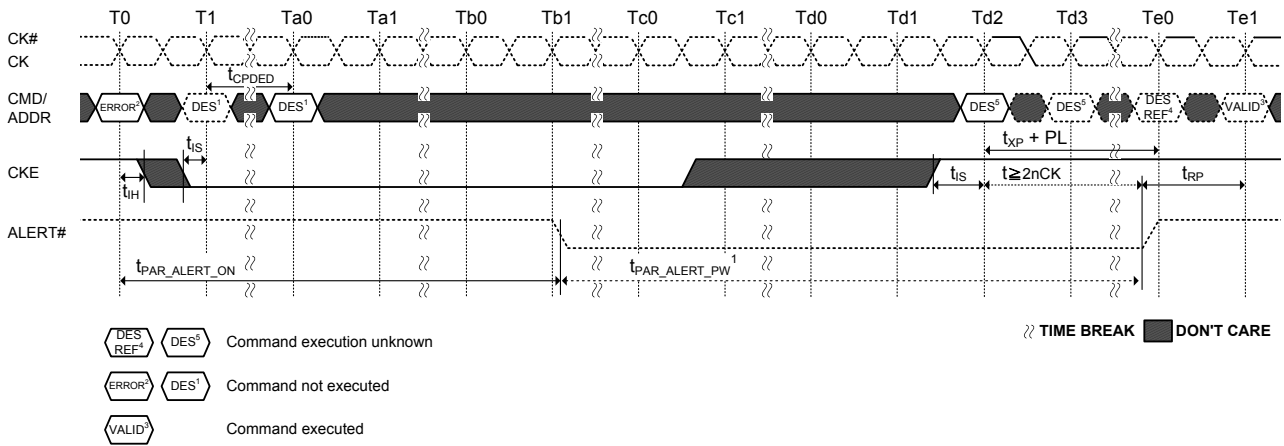 T0 T1 Ta0 Ta1 Tb0 Tb1 Tc0 Tc1 Td0 Td1 Td2 Td3 Te0 Te1
CK#
CK
tCPDED
CMD/
ADDR
ERROR² DES¹ DES¹ DES⁵ DES⁵ DES REF⁴ VALID³
tIS
tXP + PL
CKE
tIH
tIS t≧2nCK tRP
ALERT#
tPAR_ALERT_ON tPAR_ALERT_PW¹
DES REF⁴ DES⁵ Command execution unknown
TIME BREAK DON'T CARE
ERROR² DES¹ Command not executed
VALID³ Command executed